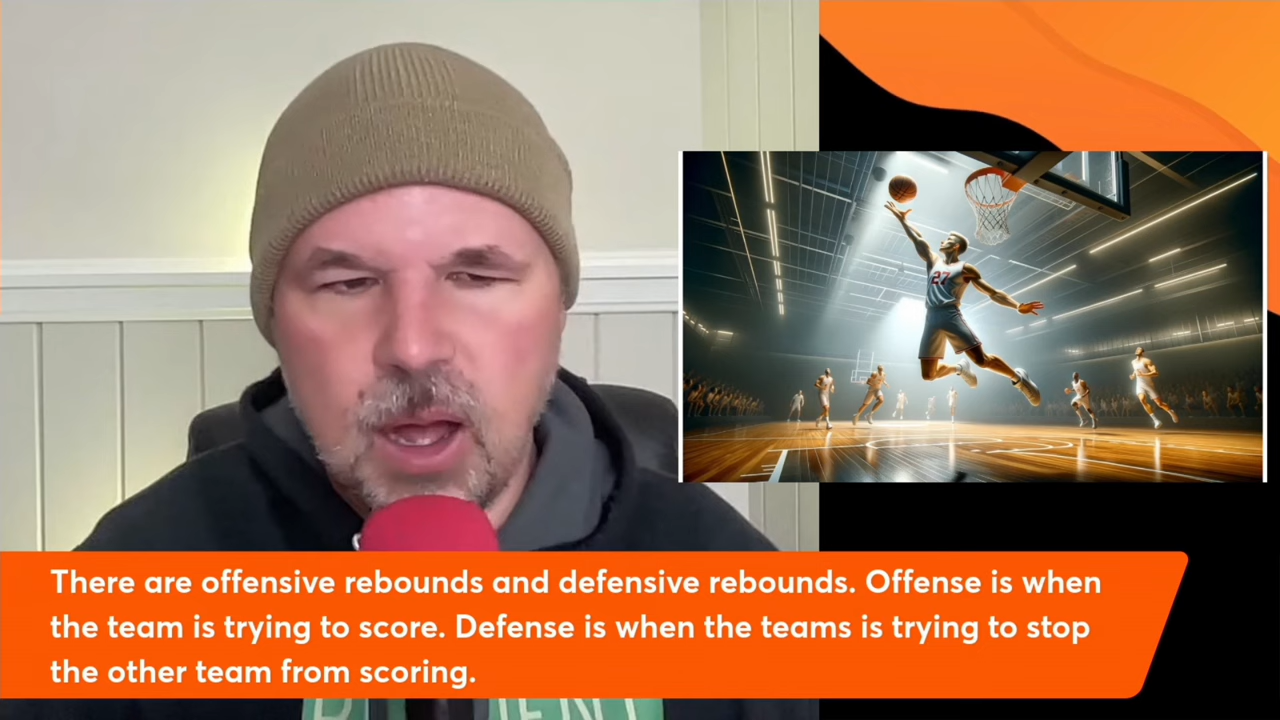 27
There are offensive rebounds and defensive rebounds. Offense is when
the team is trying to score. Defense is when the teams is trying to stop
the other team from scoring.